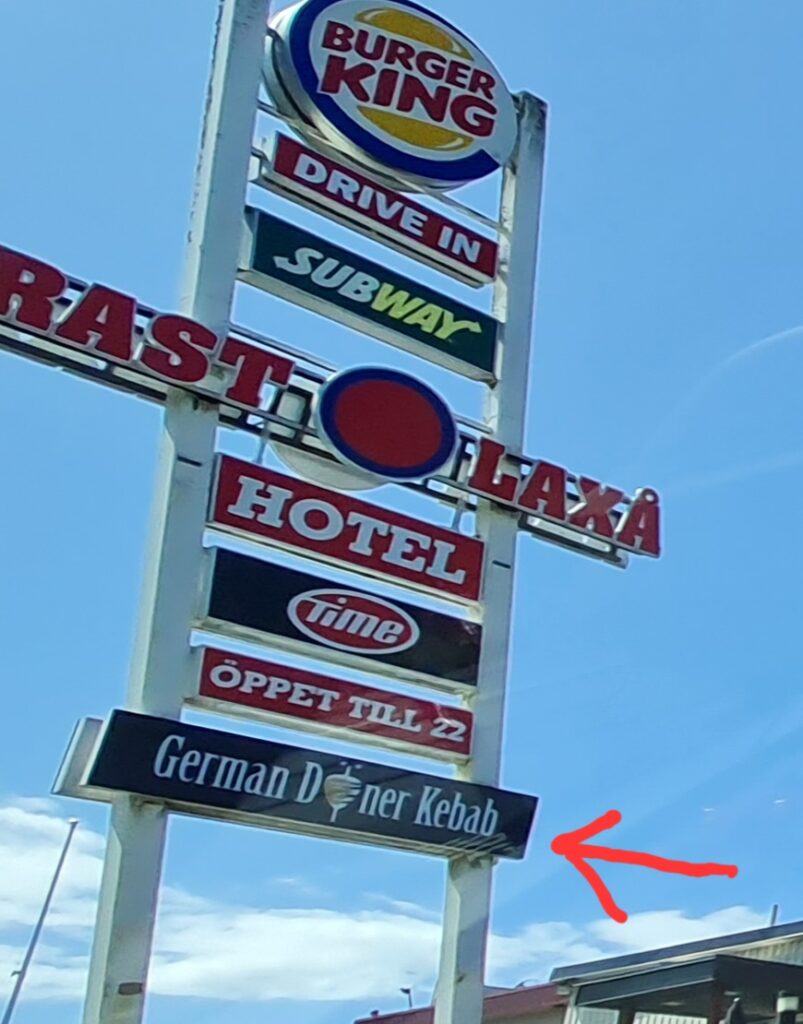 BURGER
KING
DRIVE IN
SUBWAY
RAST LAXÅ
HOTEL
Time
ÖPPET TILL 22
German Döner Kebab